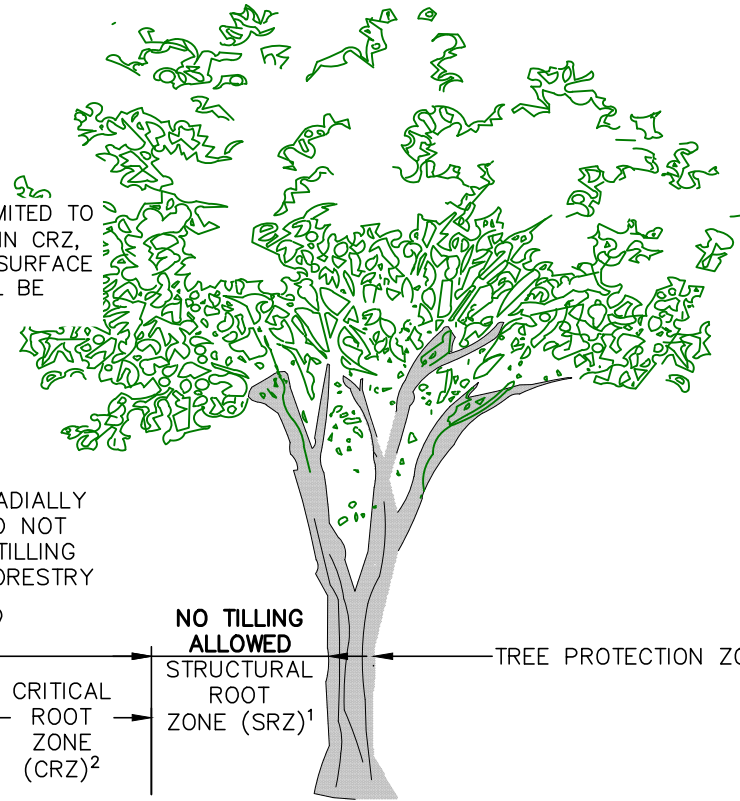 MITED TO
IN CRZ,
SURFACE
BE
ADIALLY
NOT
TILLING
ORESTRY
NO TILLING
ALLOWED
STRUCTURAL
ROOT
ZONE (SRZ)¹
TREE PROTECTION ZO
CRITICAL
ROOT
ZONE
(CRZ)²